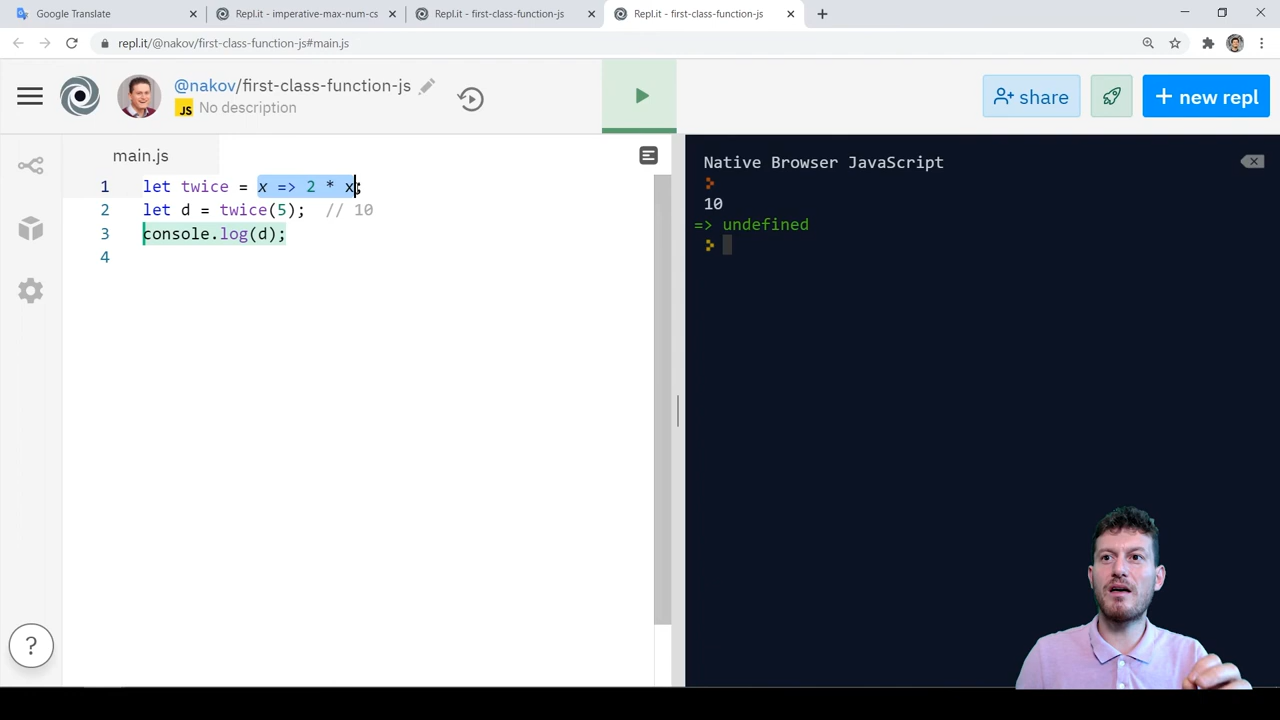 Google Translate
Repl.it - imperative-max-num-cs
Repl.it - first-class-function-js
Repl.it - first-class-function-js
repl.it/@nakov/first-class-function-js#main.js
@nakov/first-class-function-js
JS No description
share
+ new repl
main.js
Native Browser JavaScript
1 let twice = x => 2 * x;
2 let d = twice(5);  // 10
3 console.log(d);
4
10
=> undefined
?